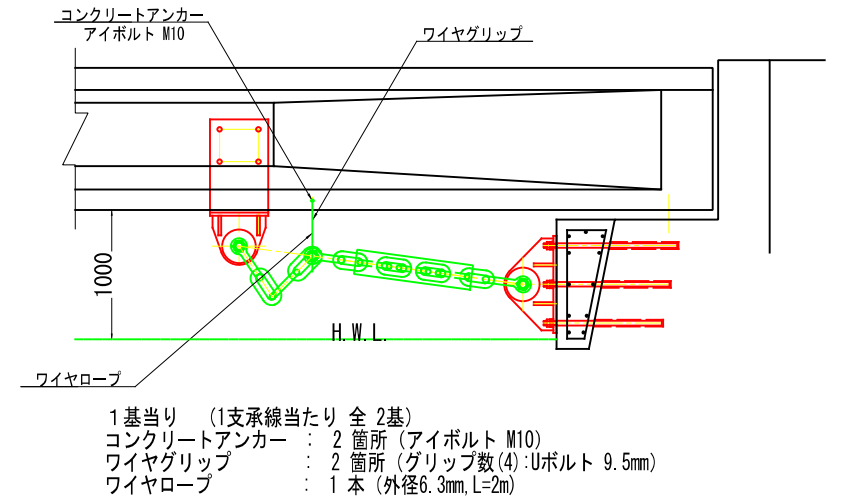 コンクリートアンカー
アイボルト M10
ワイヤグリップ
1000
H.W.L.
ワイヤロープ
1基当り (1支承線当たり 全 2基)
コンクリートアンカー : 2 箇所 (アイボルト M10)
ワイヤグリップ : 2 箇所 (グリップ数(4):Uボルト 9.5mm)
ワイヤロープ : 1 本 (外径6.3mm,L=2m)